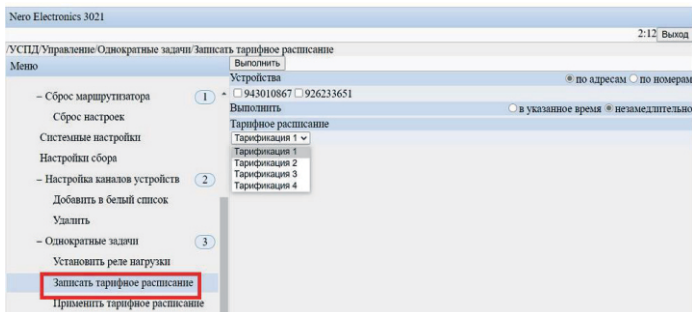 Nero Electronics 3021
2:12 Выход
/УСПД/Управление/Однократные задачи/Записать тарифное расписание
Меню
– Сброс маршрутизатора 1
Сброс настроек
Системные настройки
Настройки сбора
– Настройка каналов устройств 2
Добавить в белый список
Удалить
– Однократные задачи 3
Установить реле нагрузки
Записать тарифное расписание
Применить тарифное расписание
Выполнить
Устройства по адресам по номерам
943010867 926233651
Выполнить в указанное время незамедлительно
Тарифное расписание
Тарификация 1
Тарификация 1
Тарификация 2
Тарификация 3
Тарификация 4